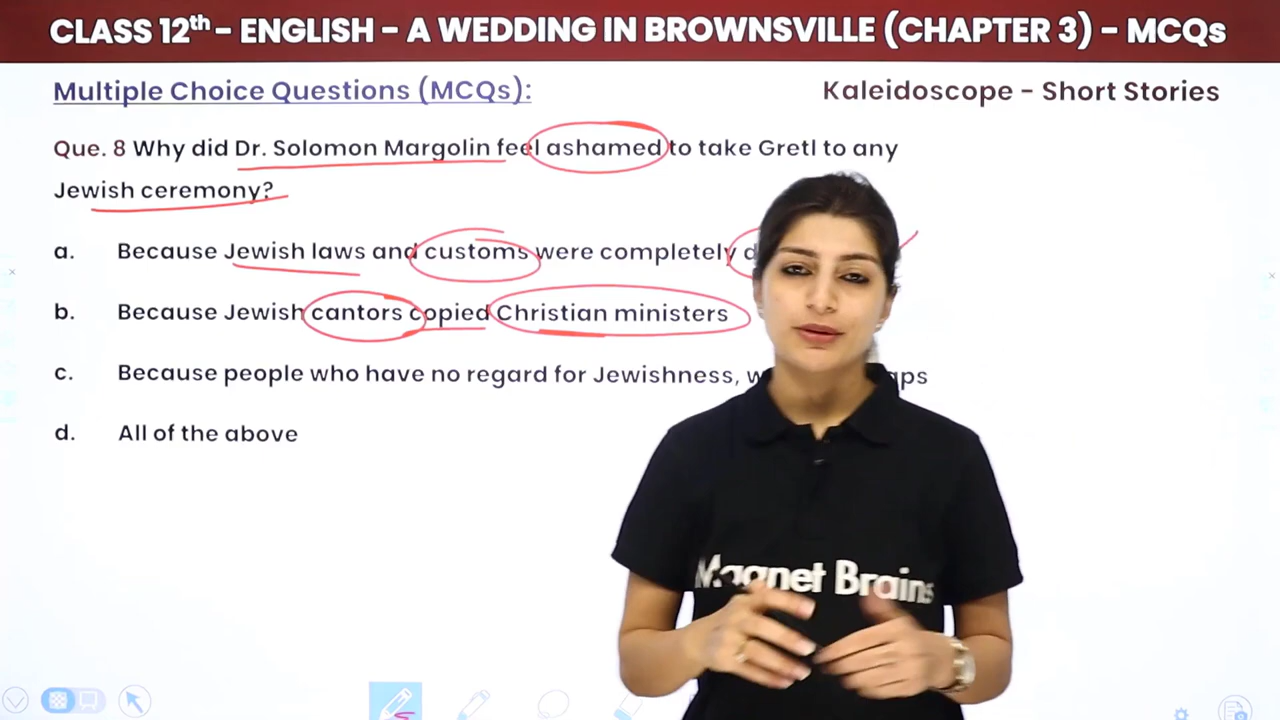 CLASS 12th – ENGLISH – A WEDDING IN BROWNSVILLE (CHAPTER 3) – MCQs
Multiple Choice Questions (MCQs): Kaleidoscope - Short Stories
Que. 8 Why did Dr. Solomon Margolin feel ashamed to take Gretl to any
Jewish ceremony?
a. Because Jewish laws and customs were completely
b. Because Jewish cantors copied Christian ministers
c. Because people who have no regard for Jewishness,
d. All of the above
Magnet Brains